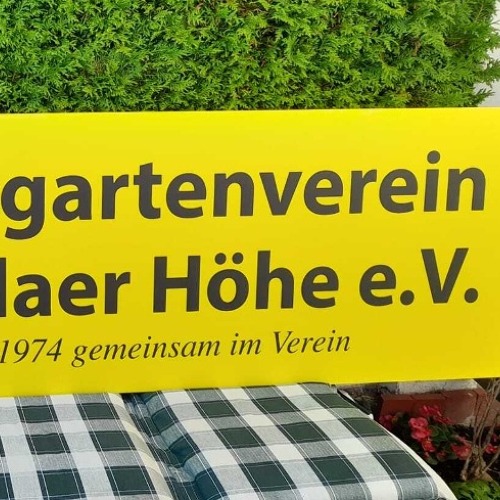 gartenverein
laer Höhe e.V.
1974 gemeinsam im Verein